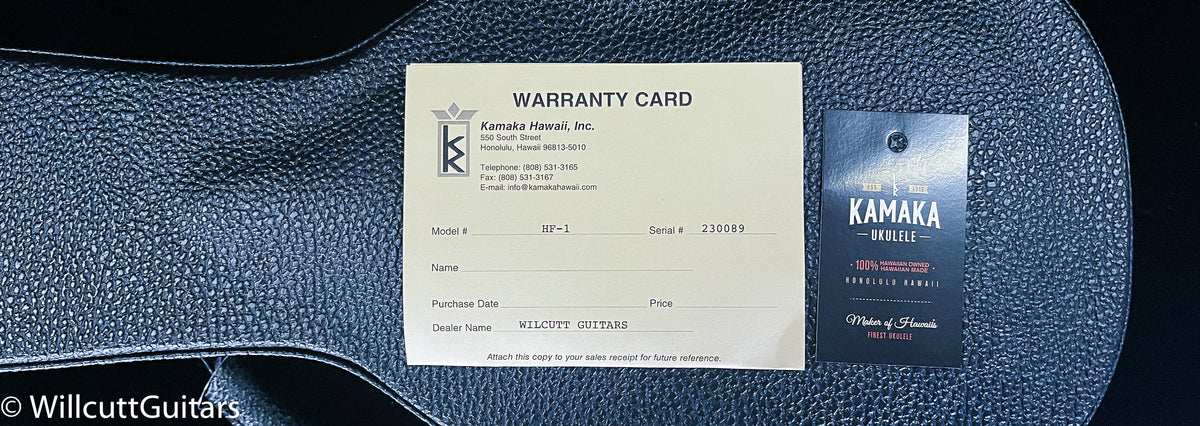 WARRANTY CARD
Kamaka Hawaii, Inc.
550 South Street
Honolulu, Hawaii 96813-5010
Telephone: (808) 531-3165
Fax: (808) 531-3167
E-mail: info@kamakahawaii.com
Model # HF-1 Serial # 230089
Name
Purchase Date Price
Dealer Name WILCUTT GUITARS
Attach this copy to your sales receipt for future reference.
KAMAKA
UKULELE
100% HAWAIIAN OWNED
HAWAIIAN MADE
HONOLULU HAWAII
Maker of Hawaii's
FINEST UKULELE
© WillcuttGuitars